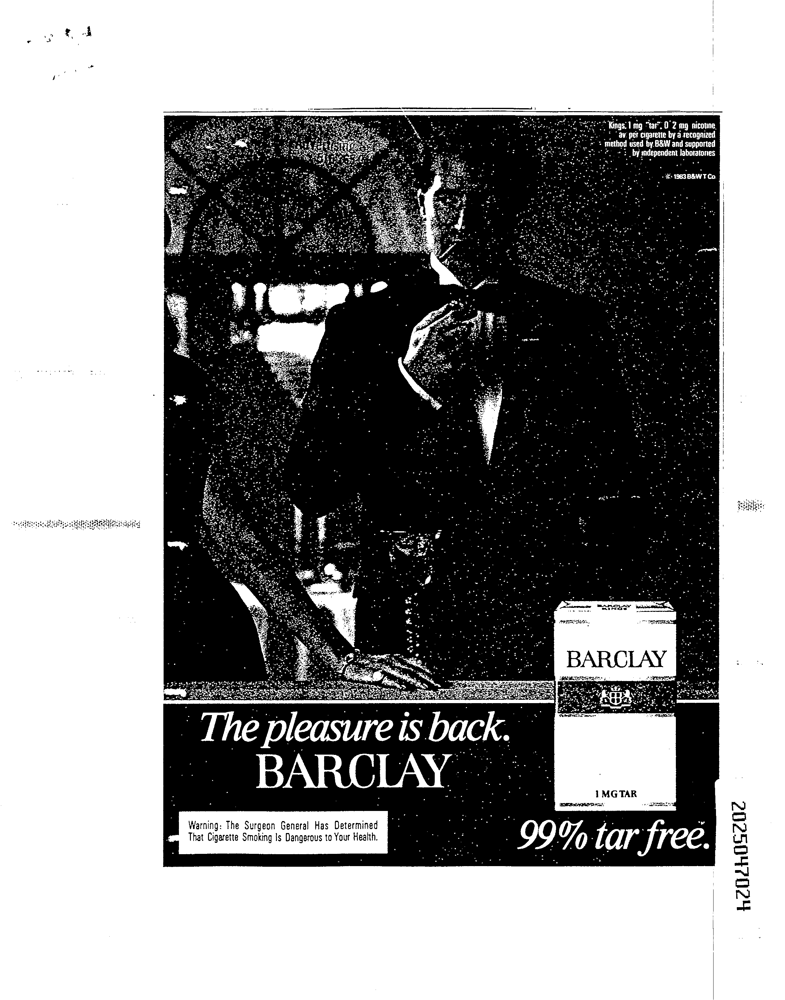 Kings, 1 mg "tar", 0.2 mg nicotine
av per cigarette by a recognized
method used by B&W and supported
by independent laboratories
© 1983 B&W T Co
BARCLAY
KINGS
BARCLAY
1 MG TAR
The pleasure is back.
BARCLAY
Warning: The Surgeon General Has Determined
That Cigarette Smoking Is Dangerous to Your Health.
99% tar free.
2025047024